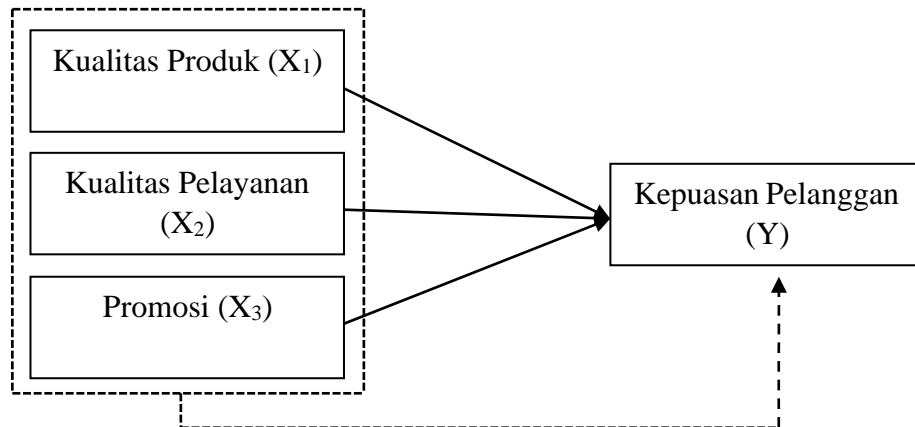 Kualitas Produk (X₁)
Kualitas Pelayanan
(X₂)
Promosi (X₃)
Kepuasan Pelanggan
(Y)